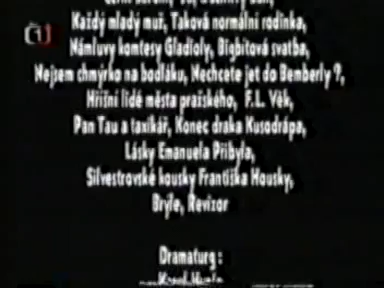 Každý mladý muž, Taková normální rodinka,
Námluvy komtesy Gladioly, Bigbítová svatba,
Nejsem chmýrko na bodláku, Nechcete jet do Bemberly ?,
Hříšní lidé města pražského, F.L. Věk,
Pan Tau a taxikář, Konec draka Kusodrápa,
Lásky Emanuela Přibyla,
Silvestrovské kousky Františka Housky,
Brýle, Revizor
Dramaturg :